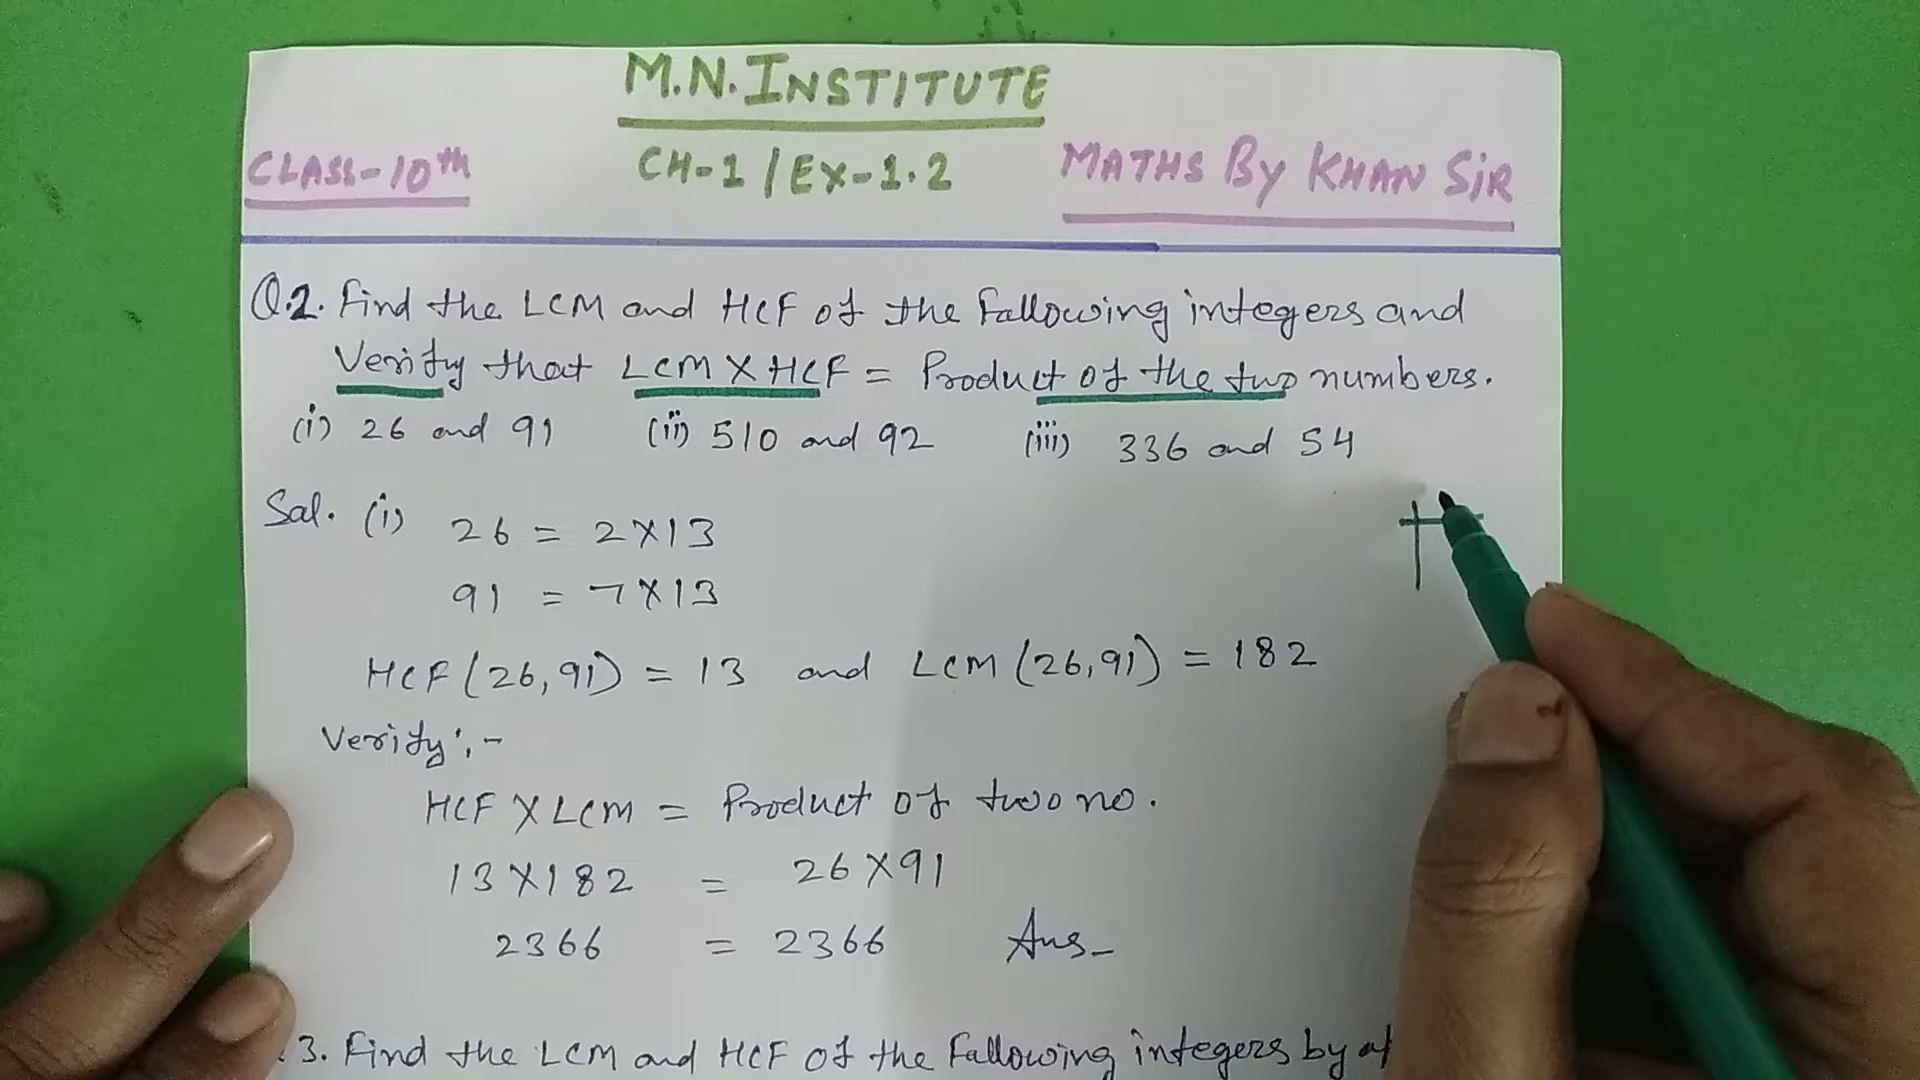 M.N. INSTITUTE
CLASS-10th CH-1 / EX-1.2 MATHS By KHAN SiR
Q.2. Find the LCM and HCF of the fallowing integers and
Verify that LCM X HCF = Product of the two numbers.
(i) 26 and 91 (ii) 510 and 92 (iii) 336 and 54
Sal. (i) 26 = 2X13
91 = 7X13
HCF (26,91) = 13 and LCM (26,91) = 182
Verify:-
HCF X LCM = Product of two no.
13X182 = 26X91
2366 = 2366 Ans-
3. Find the LCM and HCF of the fallowing integers by